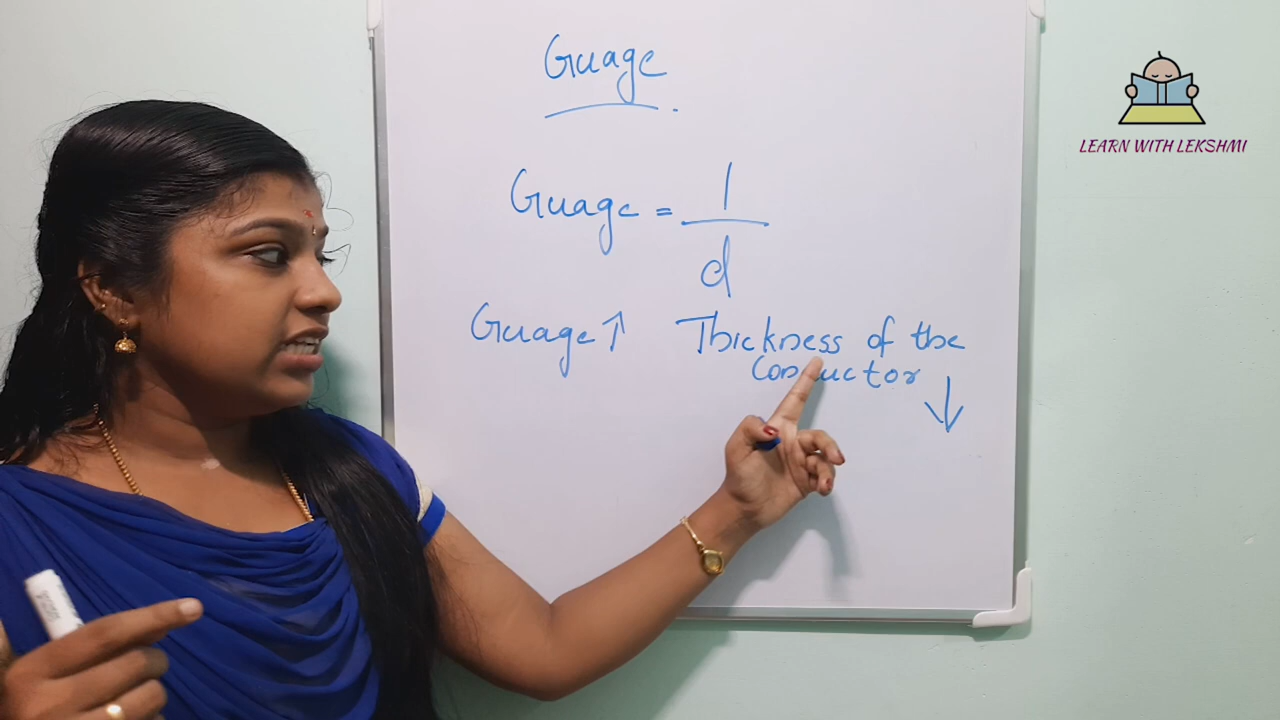 Guage
Guage = 1/d
Guage ↑ Thickness of the
Conductor ↓
LEARN WITH LEKSHMI